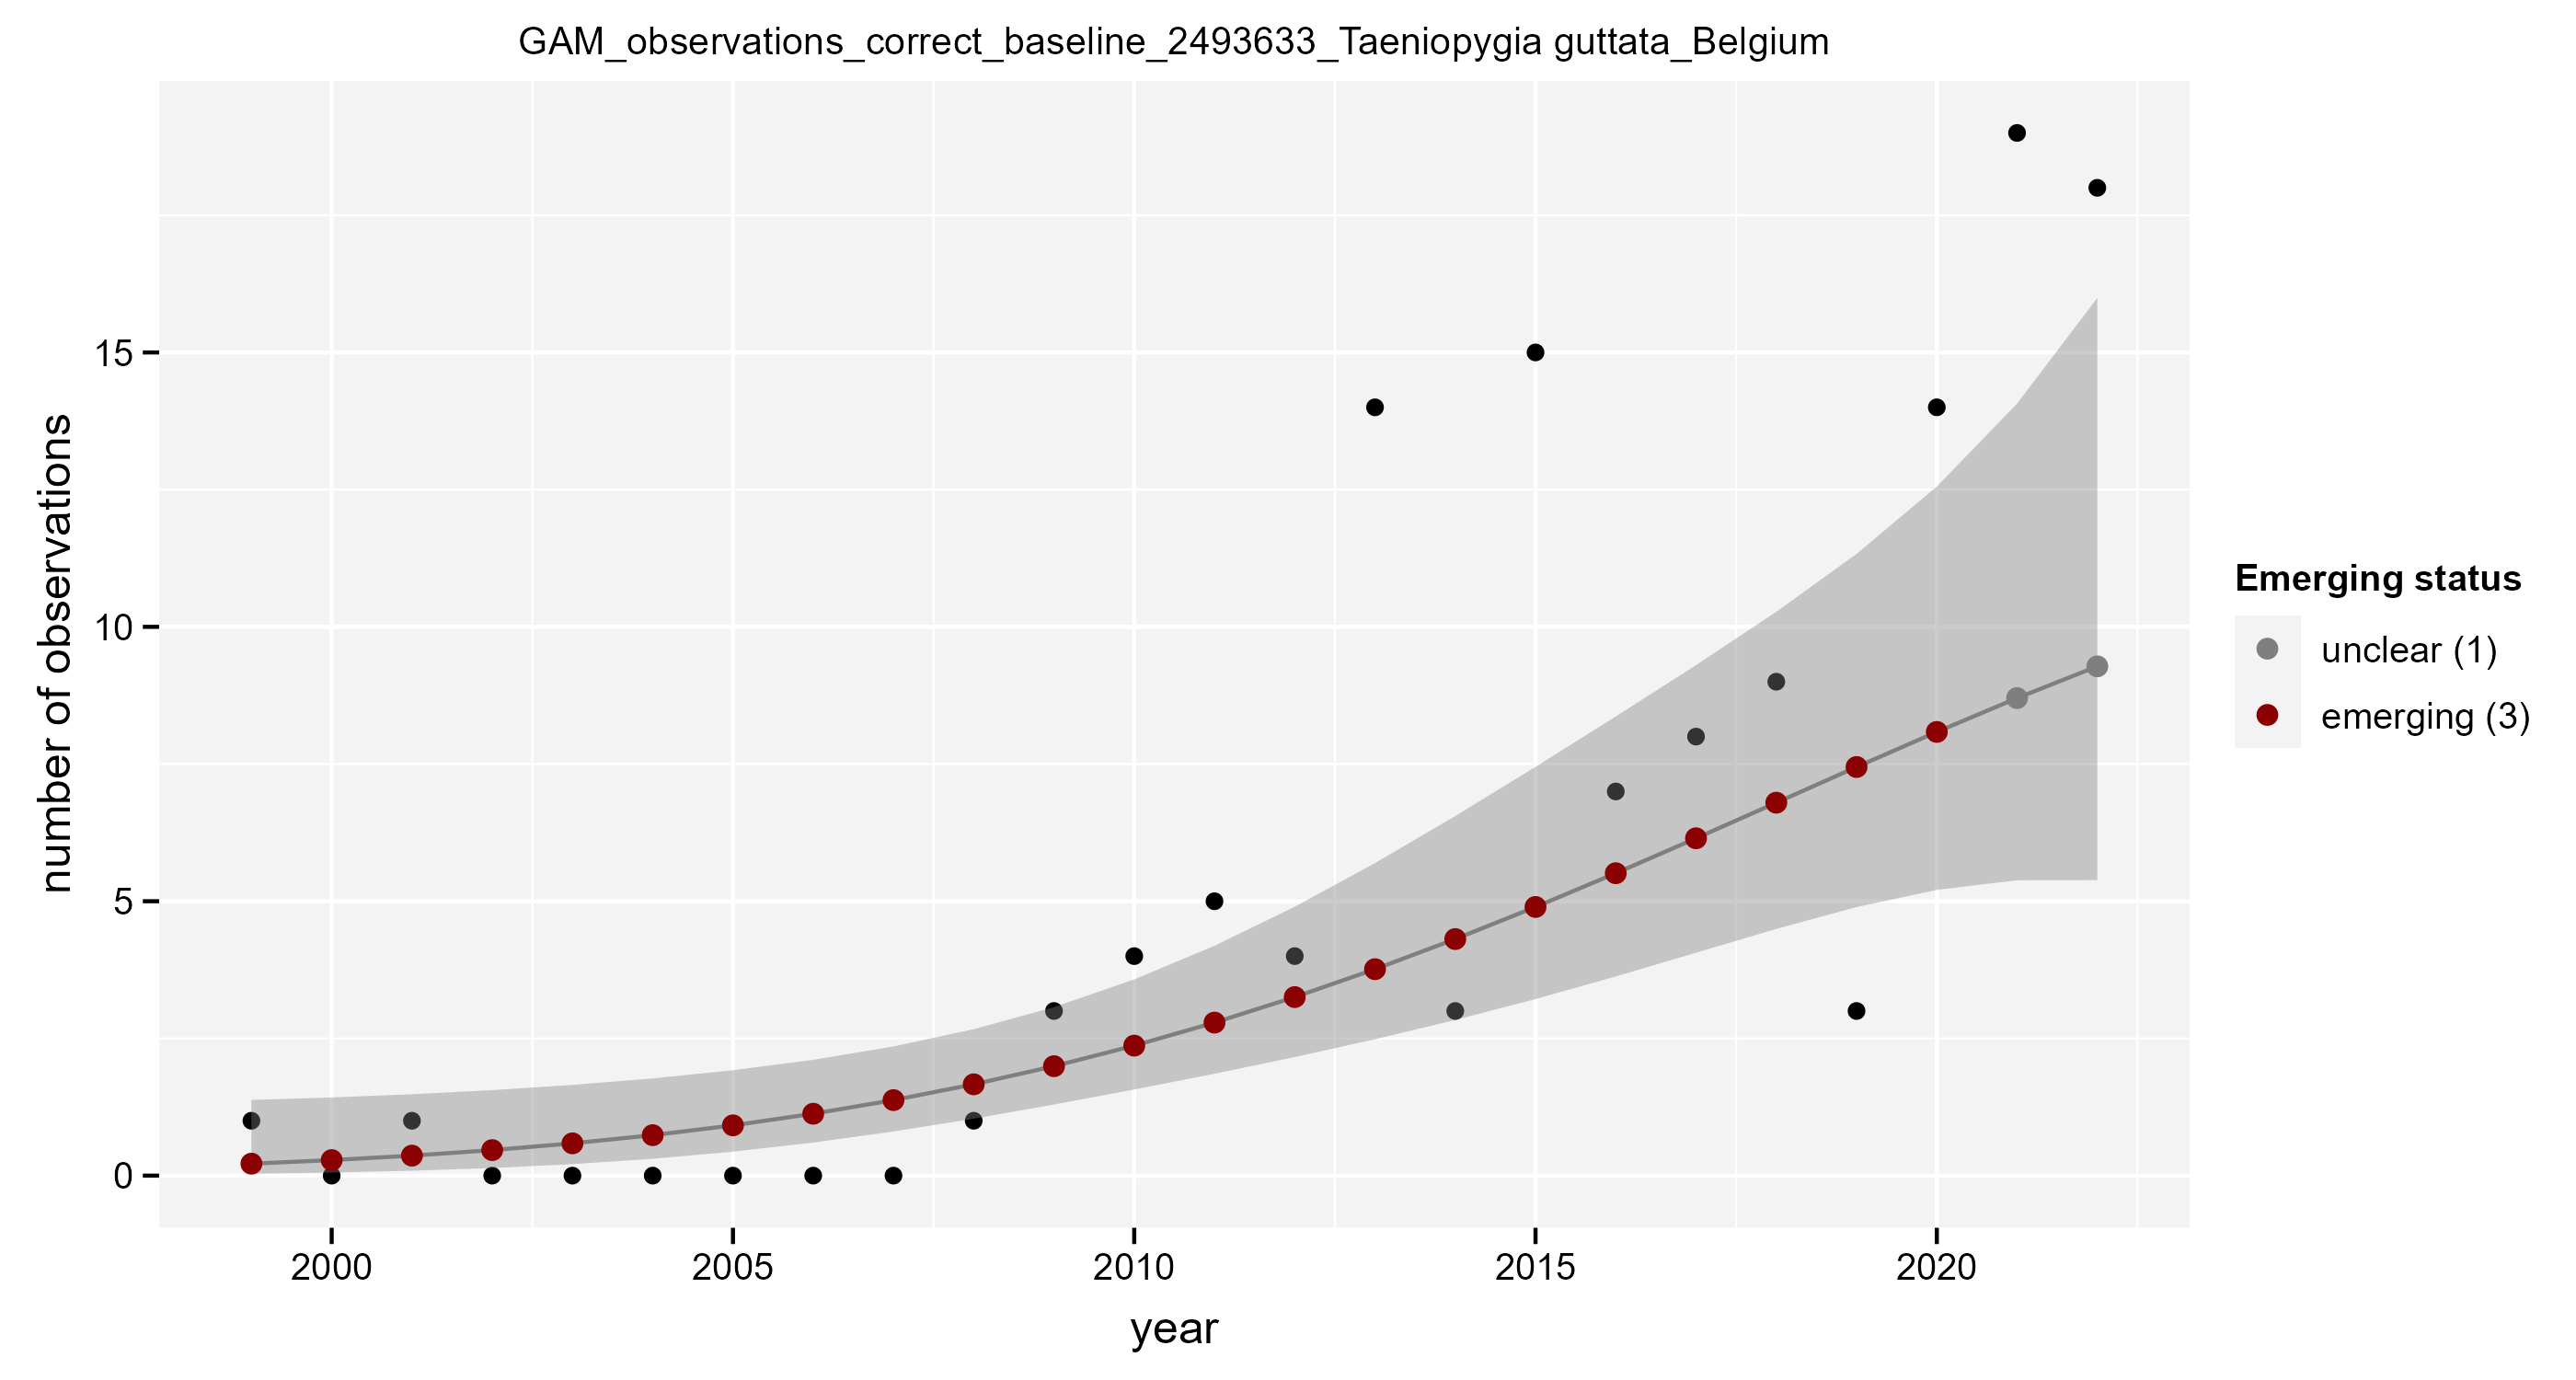 GAM_observations_correct_baseline_2493633_Taeniopygia guttata_Belgium
number of observations
15
10
5
0
2000 2005 2010 2015 2020
year
Emerging status
unclear (1)
emerging (3)